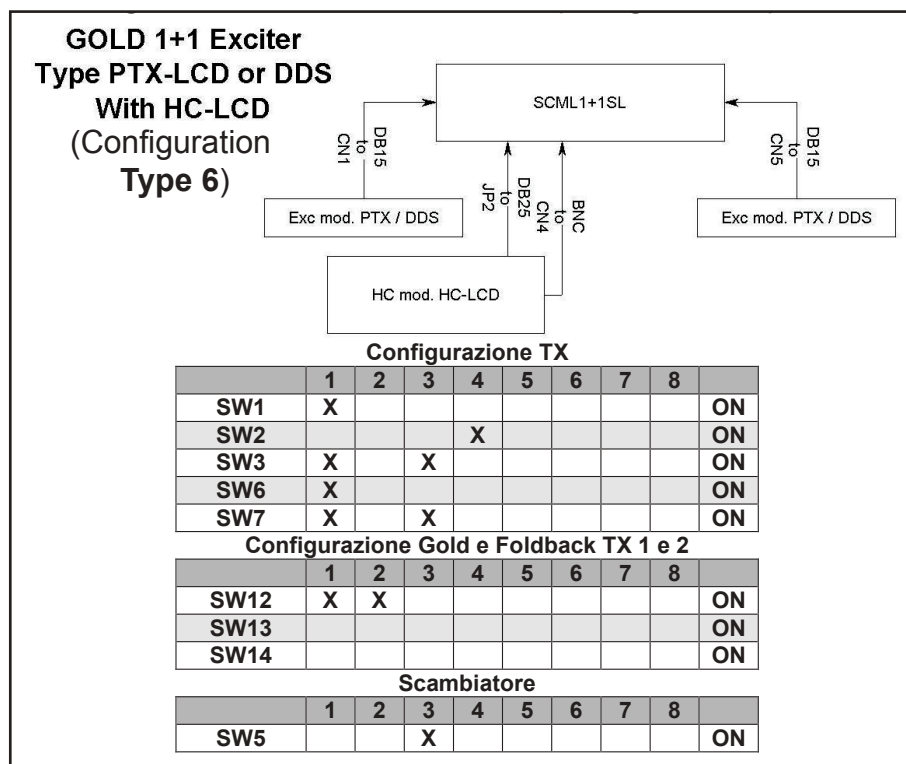 GOLD 1+1 Exciter
Type PTX-LCD or DDS
With HC-LCD
(Configuration
Type 6)
SCML1+1SL
DB15
to
CN1
DB25
to
JP2
BNC
to
CN4
DB15
to
CN5
Exc mod. PTX / DDS
Exc mod. PTX / DDS
HC mod. HC-LCD
Configurazione TX
1 2 3 4 5 6 7 8
SW1 X ON
SW2 X ON
SW3 X X ON
SW6 X ON
SW7 X X ON
Configurazione Gold e Foldback TX 1 e 2
1 2 3 4 5 6 7 8
SW12 X X ON
SW13 ON
SW14 ON
Scambiatore
1 2 3 4 5 6 7 8
SW5 X ON